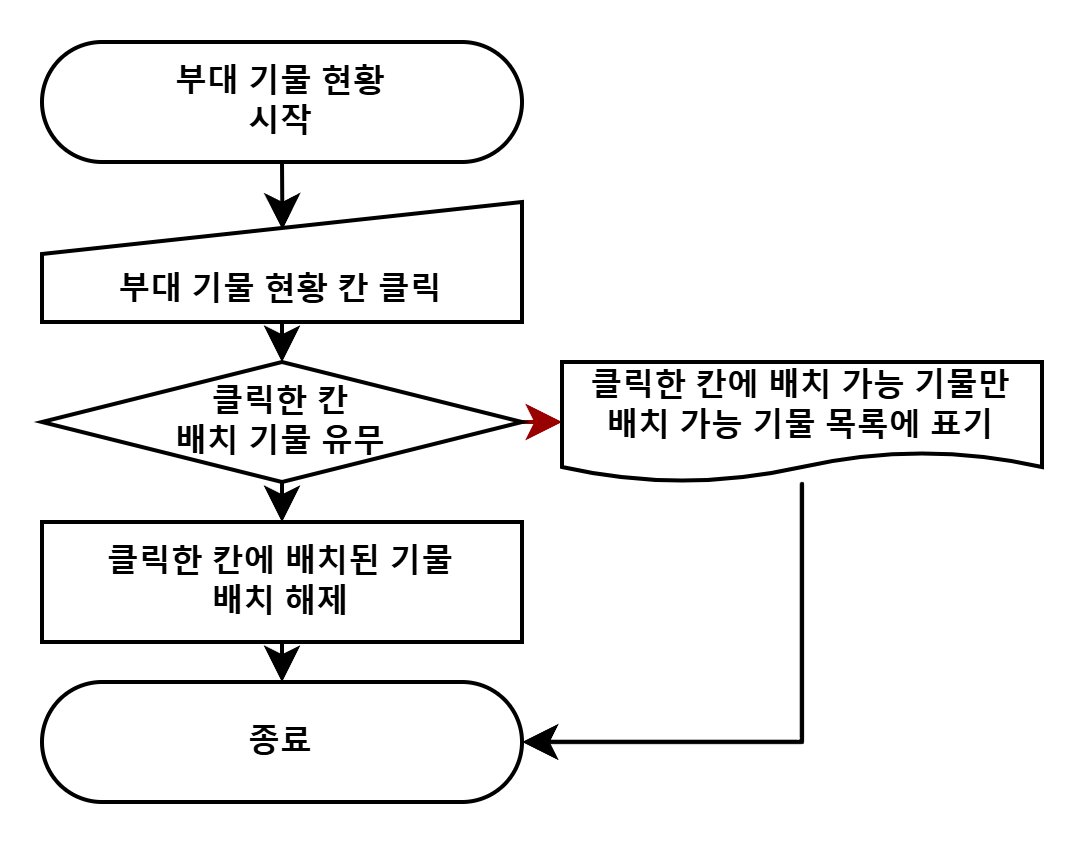 부대 기물 현황
시작
부대 기물 현황 칸 클릭
클릭한 칸
배치 기물 유무
클릭한 칸에 배치 가능 기물만
배치 가능 기물 목록에 표기
클릭한 칸에 배치된 기물
배치 해제
종료